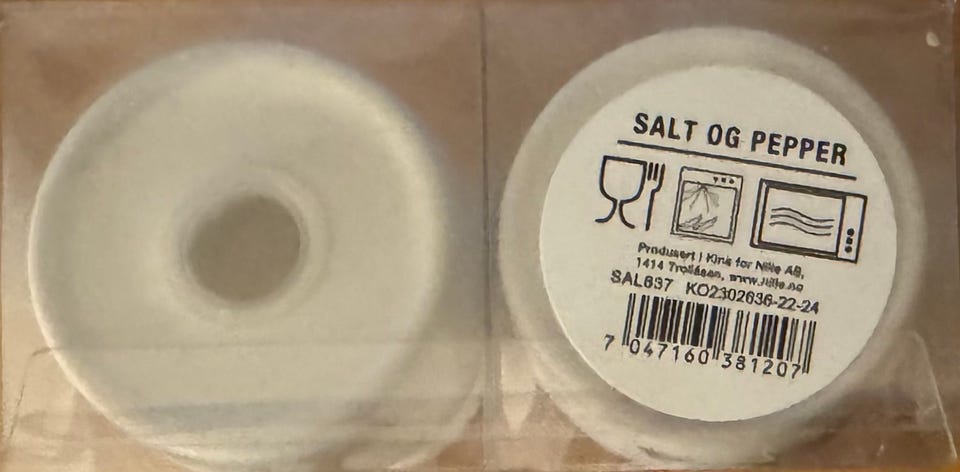 SALT OG PEPPER
Produsert i Kina for Nille AS,
1414 Trollåsen, www.nille.no
SAL637 KO2302636-22-24
7 047160 381207